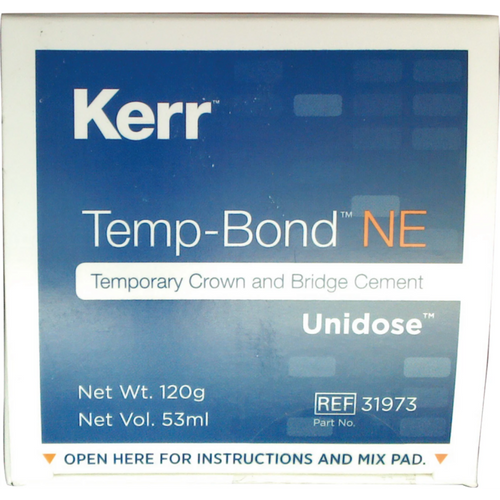 Kerr™
Temp-Bond™ NE
Temporary Crown and Bridge Cement
Unidose™
Net Wt. 120g
Net Vol. 53ml
REF 31973
Part No.
▼ OPEN HERE FOR INSTRUCTIONS AND MIX PAD. ▼